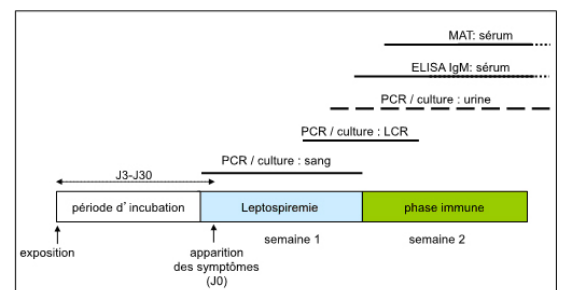 MAT: sérum
ELISA IgM: sérum
PCR / culture : urine
PCR / culture : LCR
PCR / culture : sang
J3-J30
période d’incubation
Leptospiremie
phase immune
exposition
apparition
des symptômes
(J0)
semaine 1
semaine 2